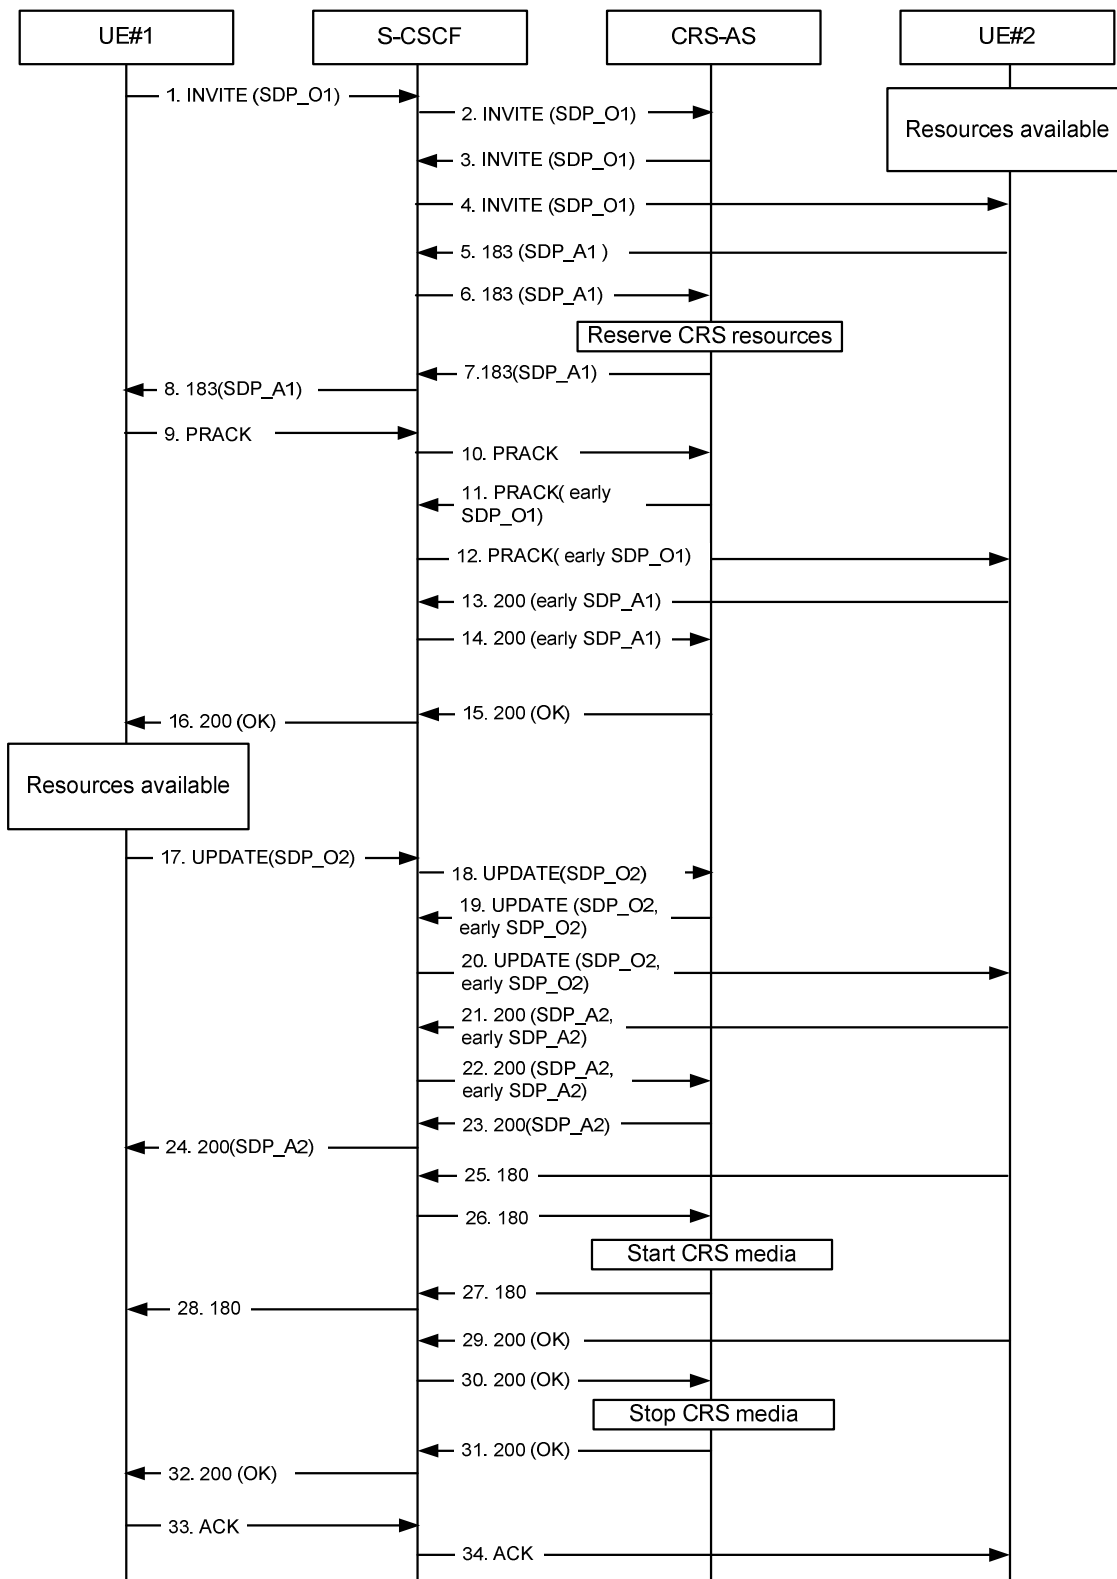 UE#1
S-CSCF
CRS-AS
UE#2
1. INVITE (SDP_O1)
Resources available
2. INVITE (SDP_O1)
3. INVITE (SDP_O1)
4. INVITE (SDP_O1)
5. 183 (SDP_A1 )
6. 183 (SDP_A1)
Reserve CRS resources
7.183(SDP_A1)
8. 183(SDP_A1)
9. PRACK
10. PRACK
11. PRACK( early
SDP_O1)
12. PRACK( early SDP_O1)
13. 200 (early SDP_A1)
14. 200 (early SDP_A1)
15. 200 (OK)
16. 200 (OK)
Resources available
17. UPDATE(SDP_O2)
18. UPDATE(SDP_O2)
19. UPDATE (SDP_O2,
early SDP_O2)
20. UPDATE (SDP_O2,
early SDP_O2)
21. 200 (SDP_A2,
early SDP_A2)
22. 200 (SDP_A2,
early SDP_A2)
23. 200(SDP_A2)
24. 200(SDP_A2)
25. 180
26. 180
Start CRS media
27. 180
28. 180
29. 200 (OK)
30. 200 (OK)
Stop CRS media
31. 200 (OK)
32. 200 (OK)
33. ACK
34. ACK